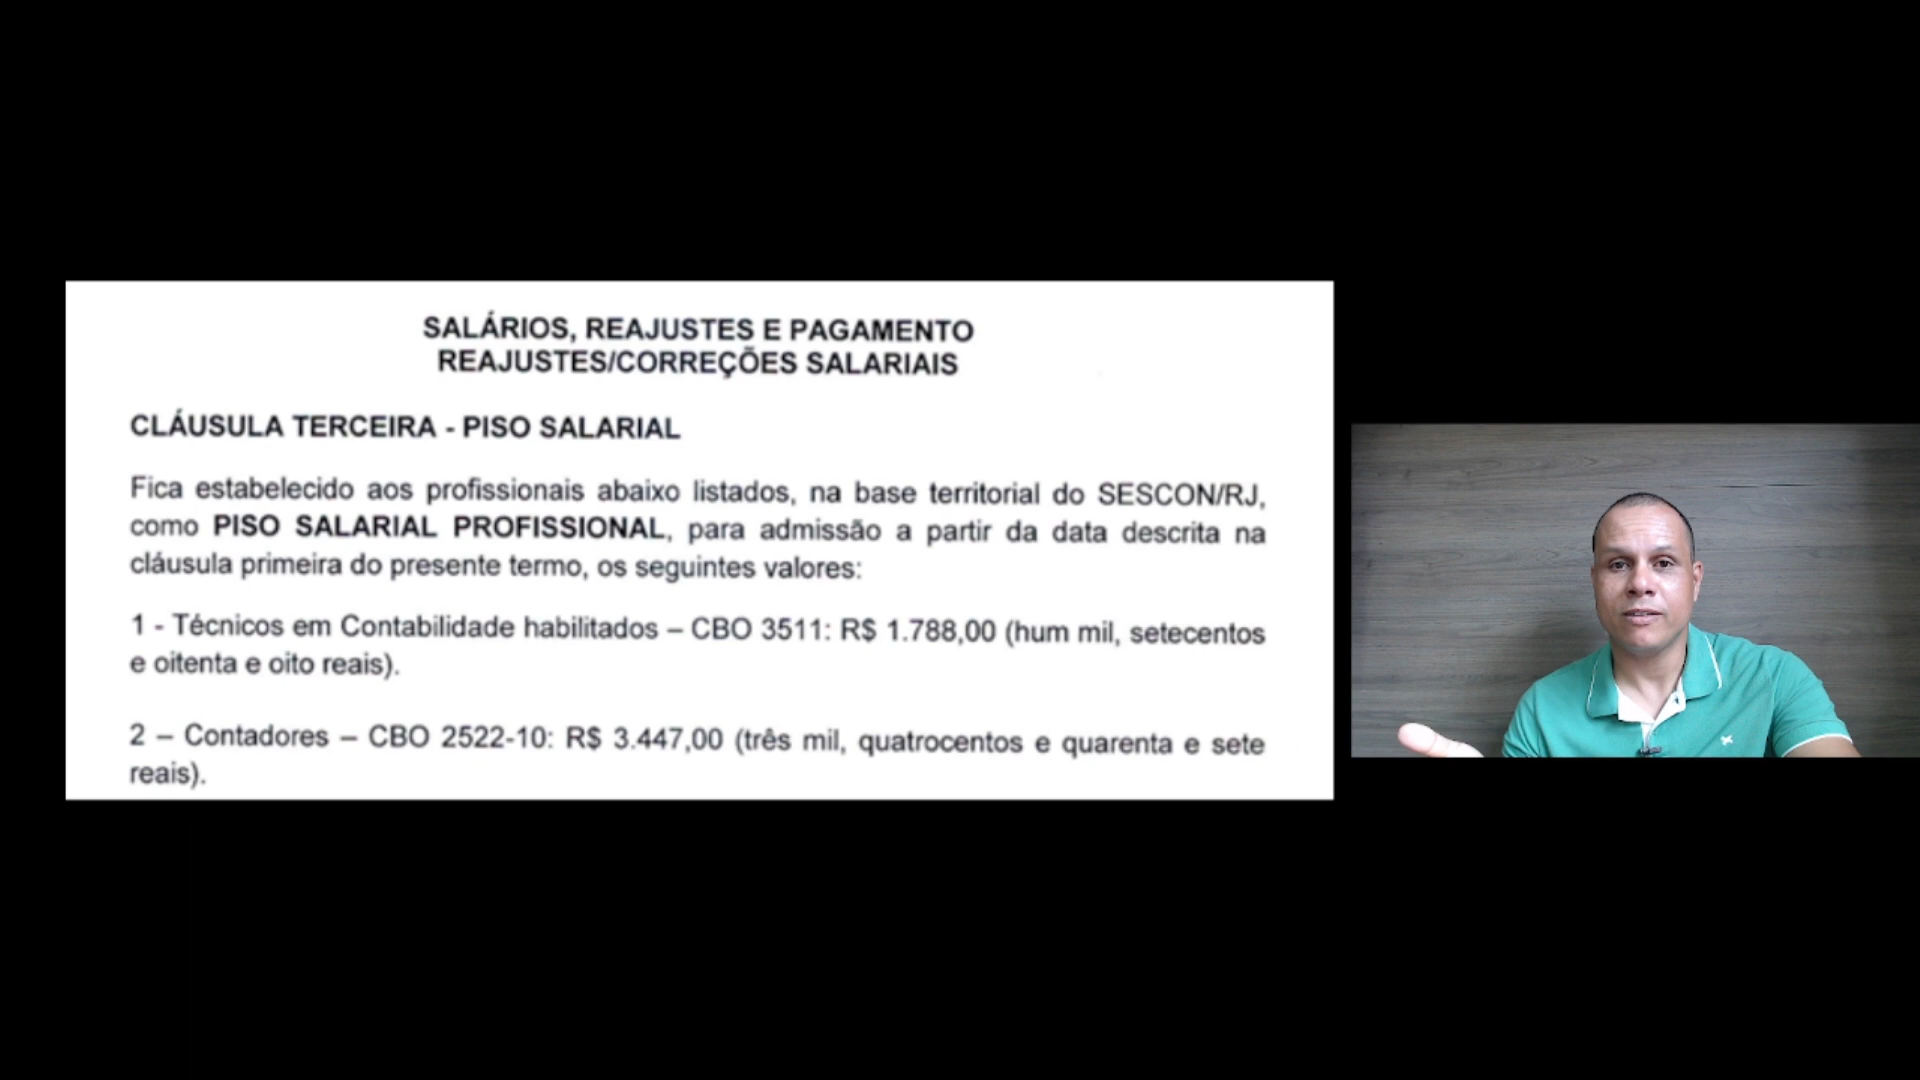 SALÁRIOS, REAJUSTES E PAGAMENTO
REAJUSTES/CORREÇÕES SALARIAIS
CLÁUSULA TERCEIRA - PISO SALARIAL
Fica estabelecido aos profissionais abaixo listados, na base territorial do SESCON/RJ,
como PISO SALARIAL PROFISSIONAL, para admissão a partir da data descrita na
cláusula primeira do presente termo, os seguintes valores:
1 - Técnicos em Contabilidade habilitados – CBO 3511: R$ 1.788,00 (hum mil, setecentos
e oitenta e oito reais).
2 – Contadores – CBO 2522-10: R$ 3.447,00 (três mil, quatrocentos e quarenta e sete
reais).